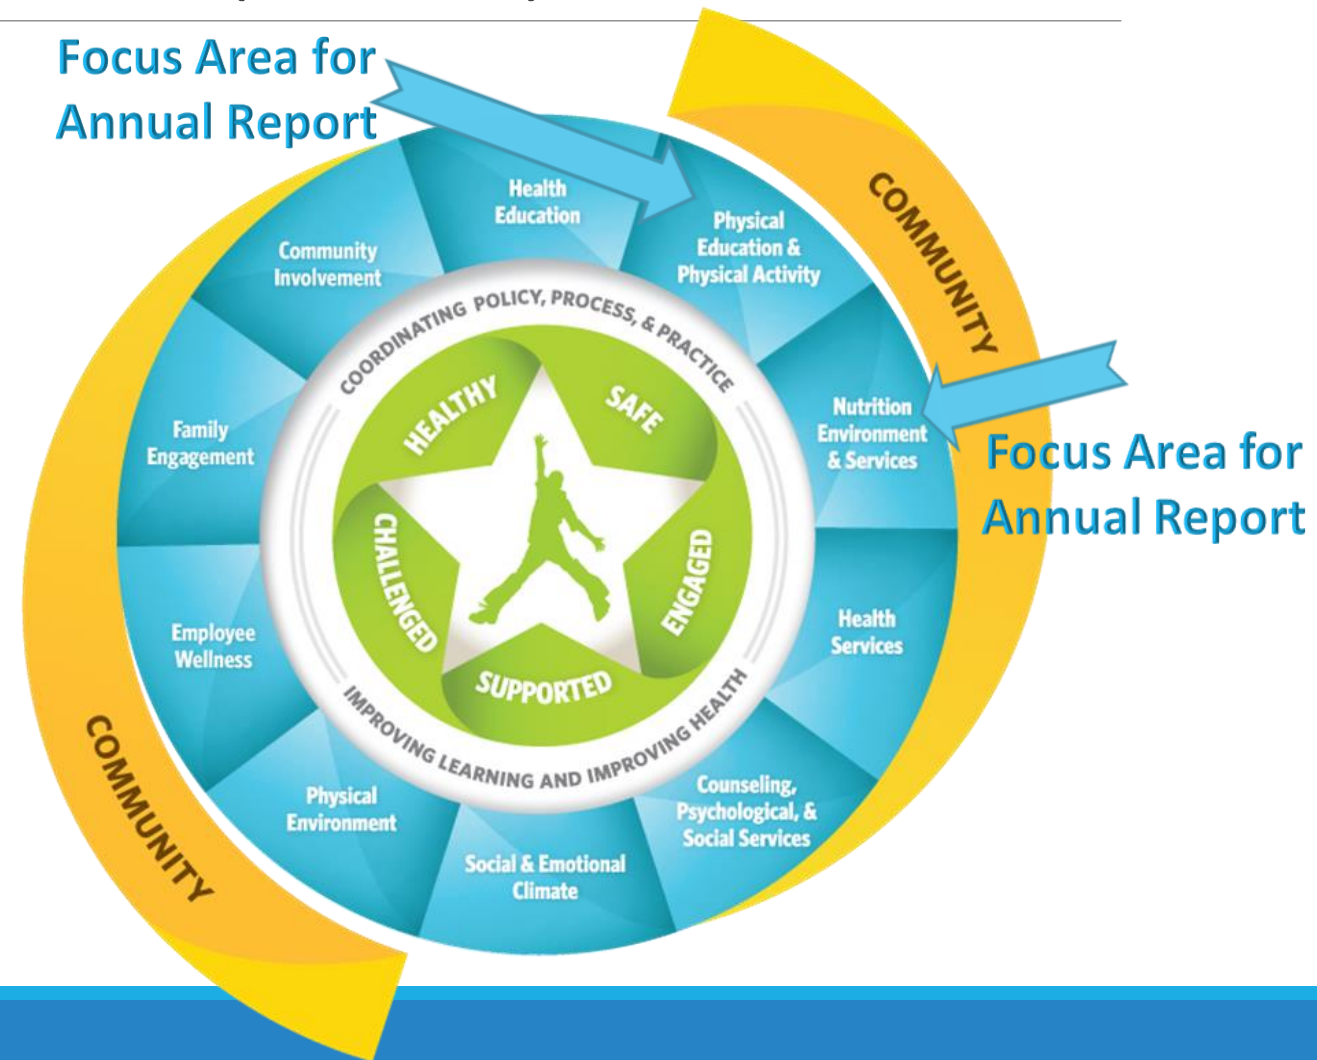 Focus Area for
Annual Report
COMMUNITY
Health
Education
Physical
Education &
Physical Activity
Community
Involvement
COORDINATING POLICY, PROCESS, & PRACTICE
HEALTHY
SAFE
Nutrition
Environment
& Services
Family
Engagement
Focus Area for
Annual Report
CHALLENGED
ENGAGED
Health
Services
Employee
Wellness
SUPPORTED
IMPROVING LEARNING AND IMPROVING HEALTH
Counseling,
Psychological, &
Social Services
Physical
Environment
Social & Emotional
Climate
COMMUNITY